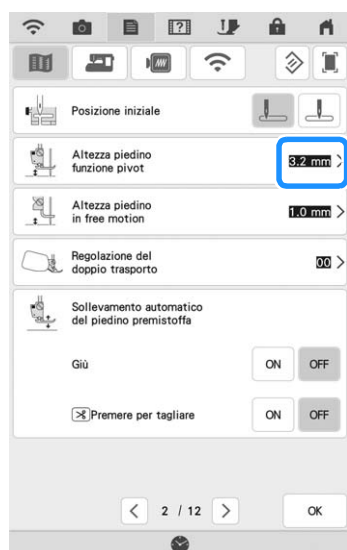 Posizione iniziale
Altezza piedino
funzione pivot
3.2 mm >
Altezza piedino
in free motion
1.0 mm >
Regolazione del
doppio trasporto
00 >
Sollevamento automatico
del piedino premistoffa
Giù
ON OFF
Premere per tagliare
ON OFF
< 2 / 12 >
OK